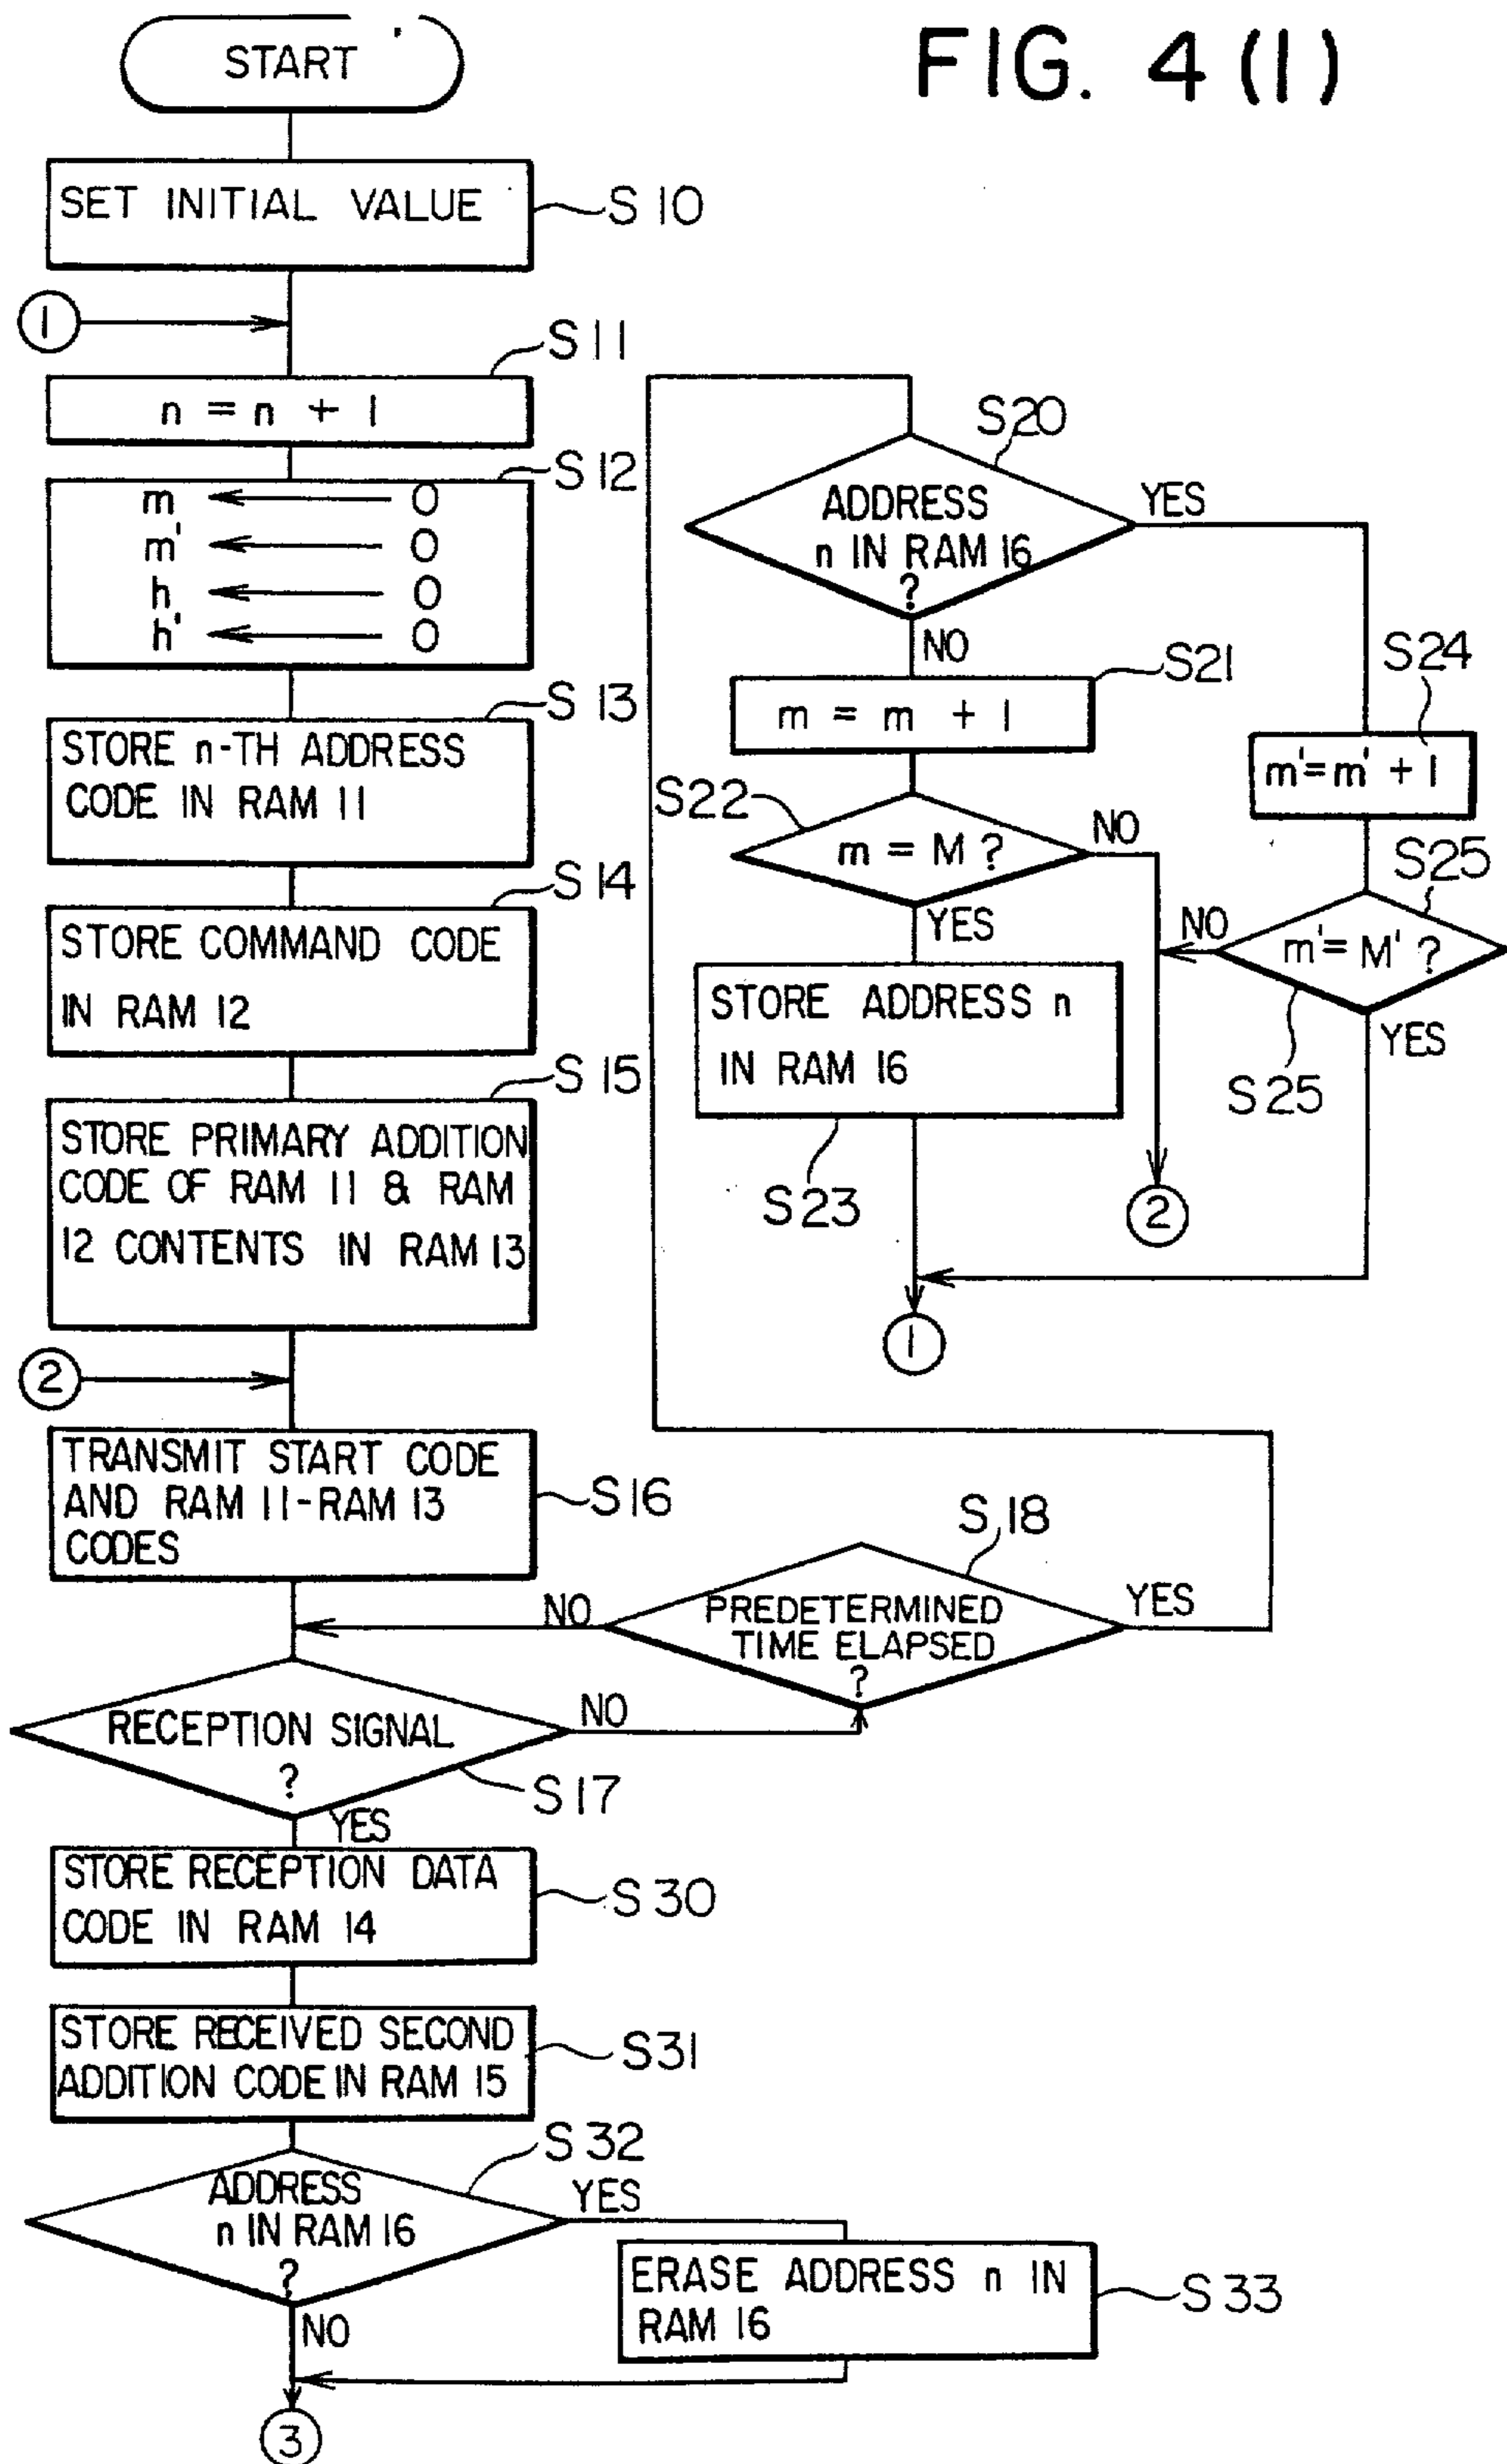 FIG. 4 (1)
START
SET INITIAL VALUE
S10
1
S11
n = n + 1
S12
m ← 0
m' ← 0
h ← 0
h' ← 0
S13
STORE n-TH ADDRESS
CODE IN RAM 11
S14
STORE COMMAND CODE
IN RAM 12
S15
STORE PRIMARY ADDITION
CODE OF RAM 11 & RAM
12 CONTENTS IN RAM 13
2
TRANSMIT START CODE
AND RAM 11-RAM 13
CODES
S16
S18
PREDETERMINED
TIME ELAPSED
?
NO
YES
RECEPTION SIGNAL
?
NO
S17
YES
STORE RECEPTION DATA
CODE IN RAM 14
S30
STORE RECEIVED SECOND
ADDITION CODE IN RAM 15
S31
S32
ADDRESS
n IN RAM 16
?
YES
NO
ERASE ADDRESS n IN
RAM 16
S33
3
S20
ADDRESS
n IN RAM 16
?
YES
NO
S21
m = m + 1
S22
m = M ?
NO
YES
STORE ADDRESS n
IN RAM 16
S23
S24
m' = m' + 1
S25
m' = M' ?
NO
YES
S25
2
1